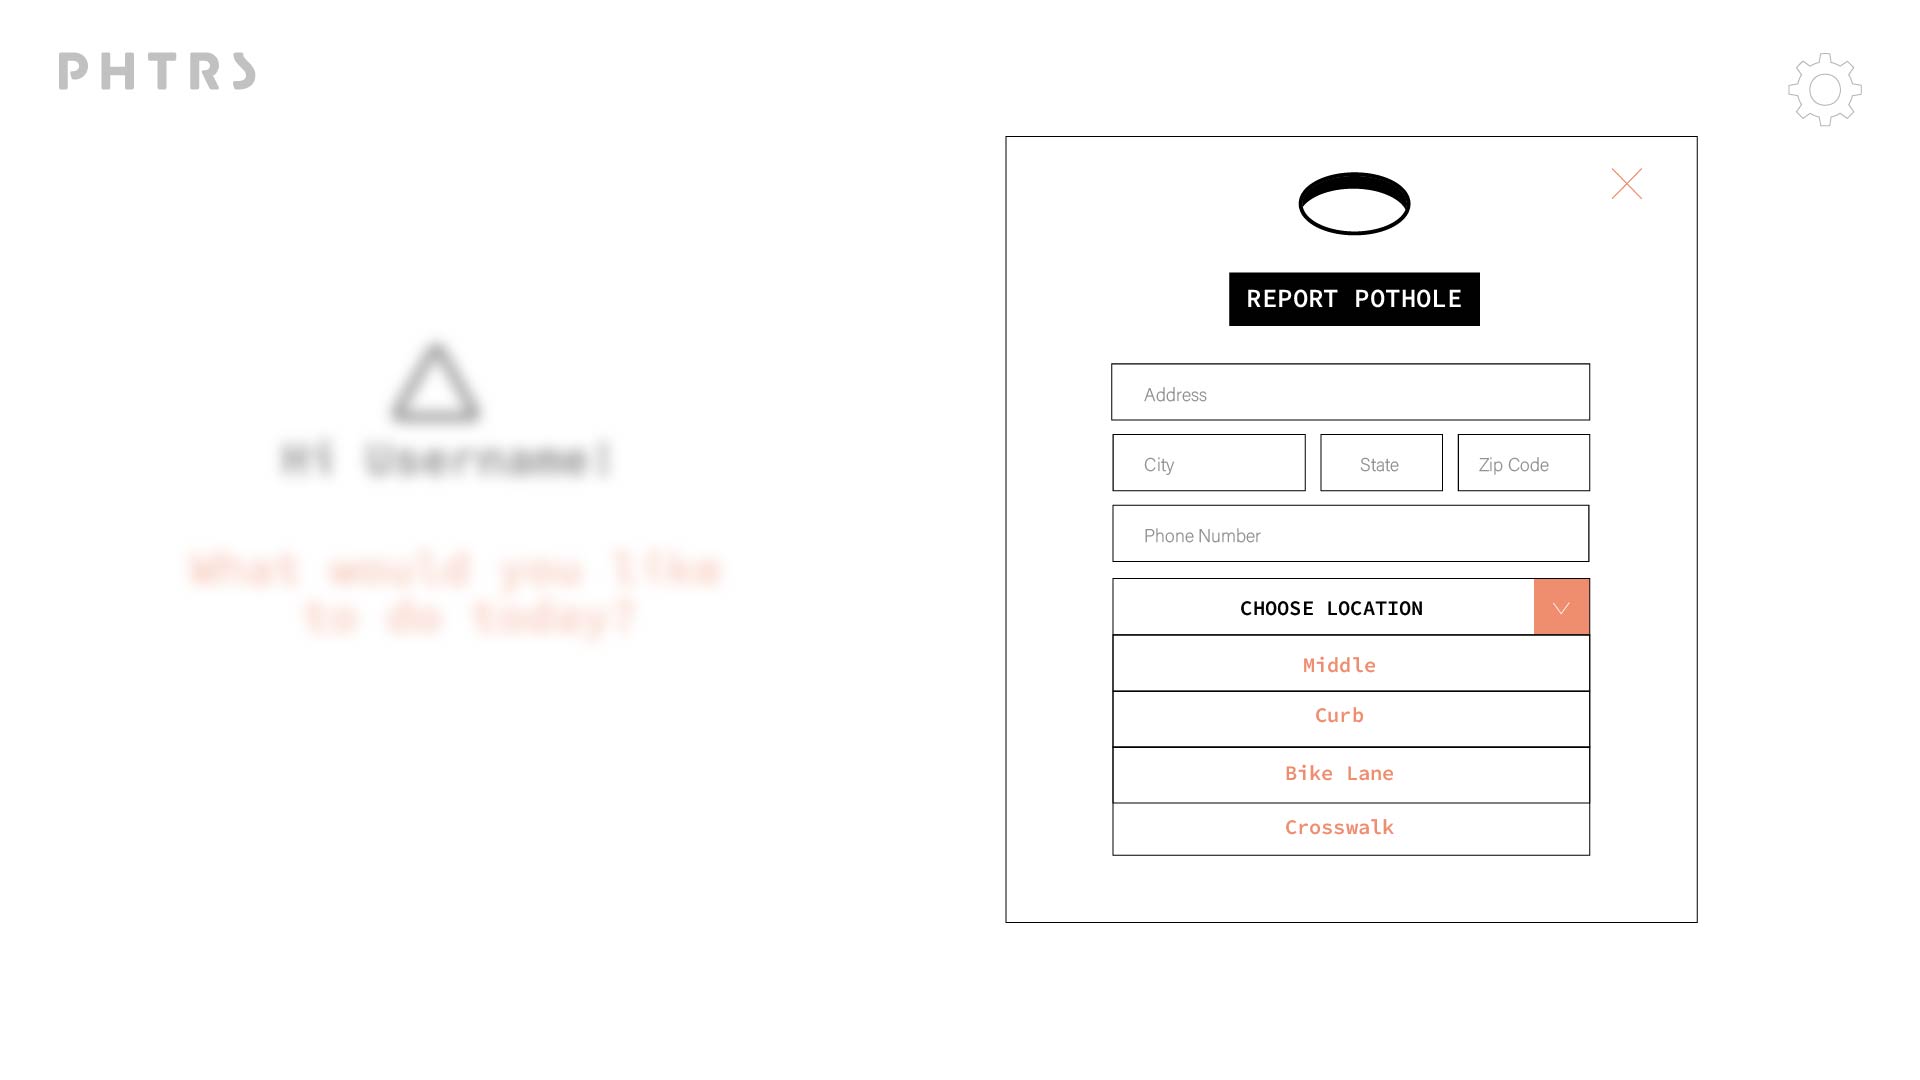 PHTRS
Hi Username!
What would you like
to do today?
REPORT POTHOLE
Address
City
State
Zip Code
Phone Number
CHOOSE LOCATION
Middle
Curb
Bike Lane
Crosswalk